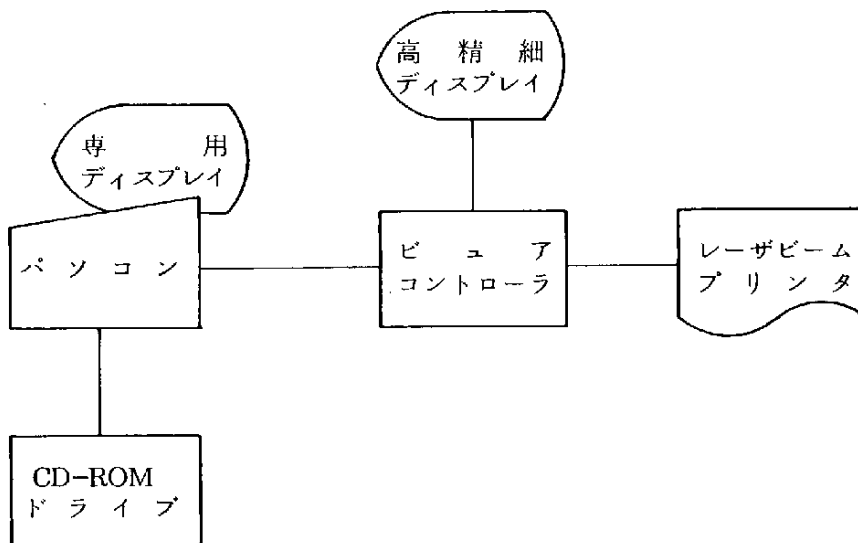 高精細
ディスプレイ
専用
ディスプレイ
パソコン
ビュア
コントローラ
レーザビーム
プリンタ
CD-ROM
ドライブ